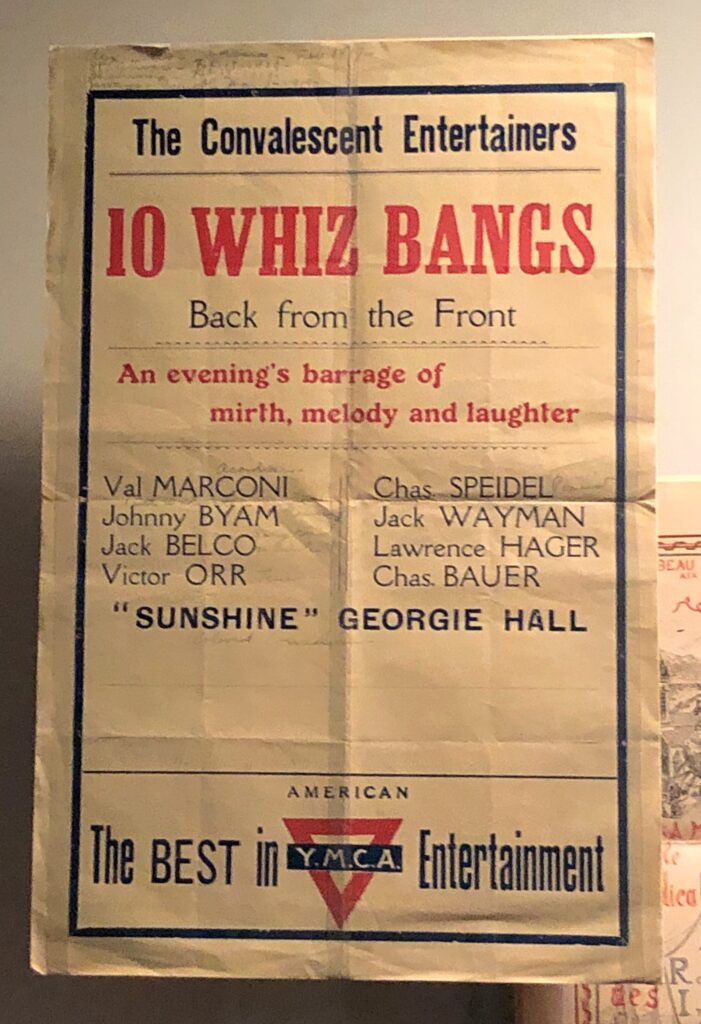 The Convalescent Entertainers
10 WHIZ BANGS
Back from the Front
An evening's barrage of
mirth, melody and laughter
Val MARCONI
Johnny BYAM
Jack BELCO
Victor ORR
Chas. SPEIDEL
Jack WAYMAN
Lawrence HAGER
Chas. BAUER
"SUNSHINE" GEORGIE HALL
AMERICAN
The BEST in Y.M.C.A. Entertainment
BEAU
des